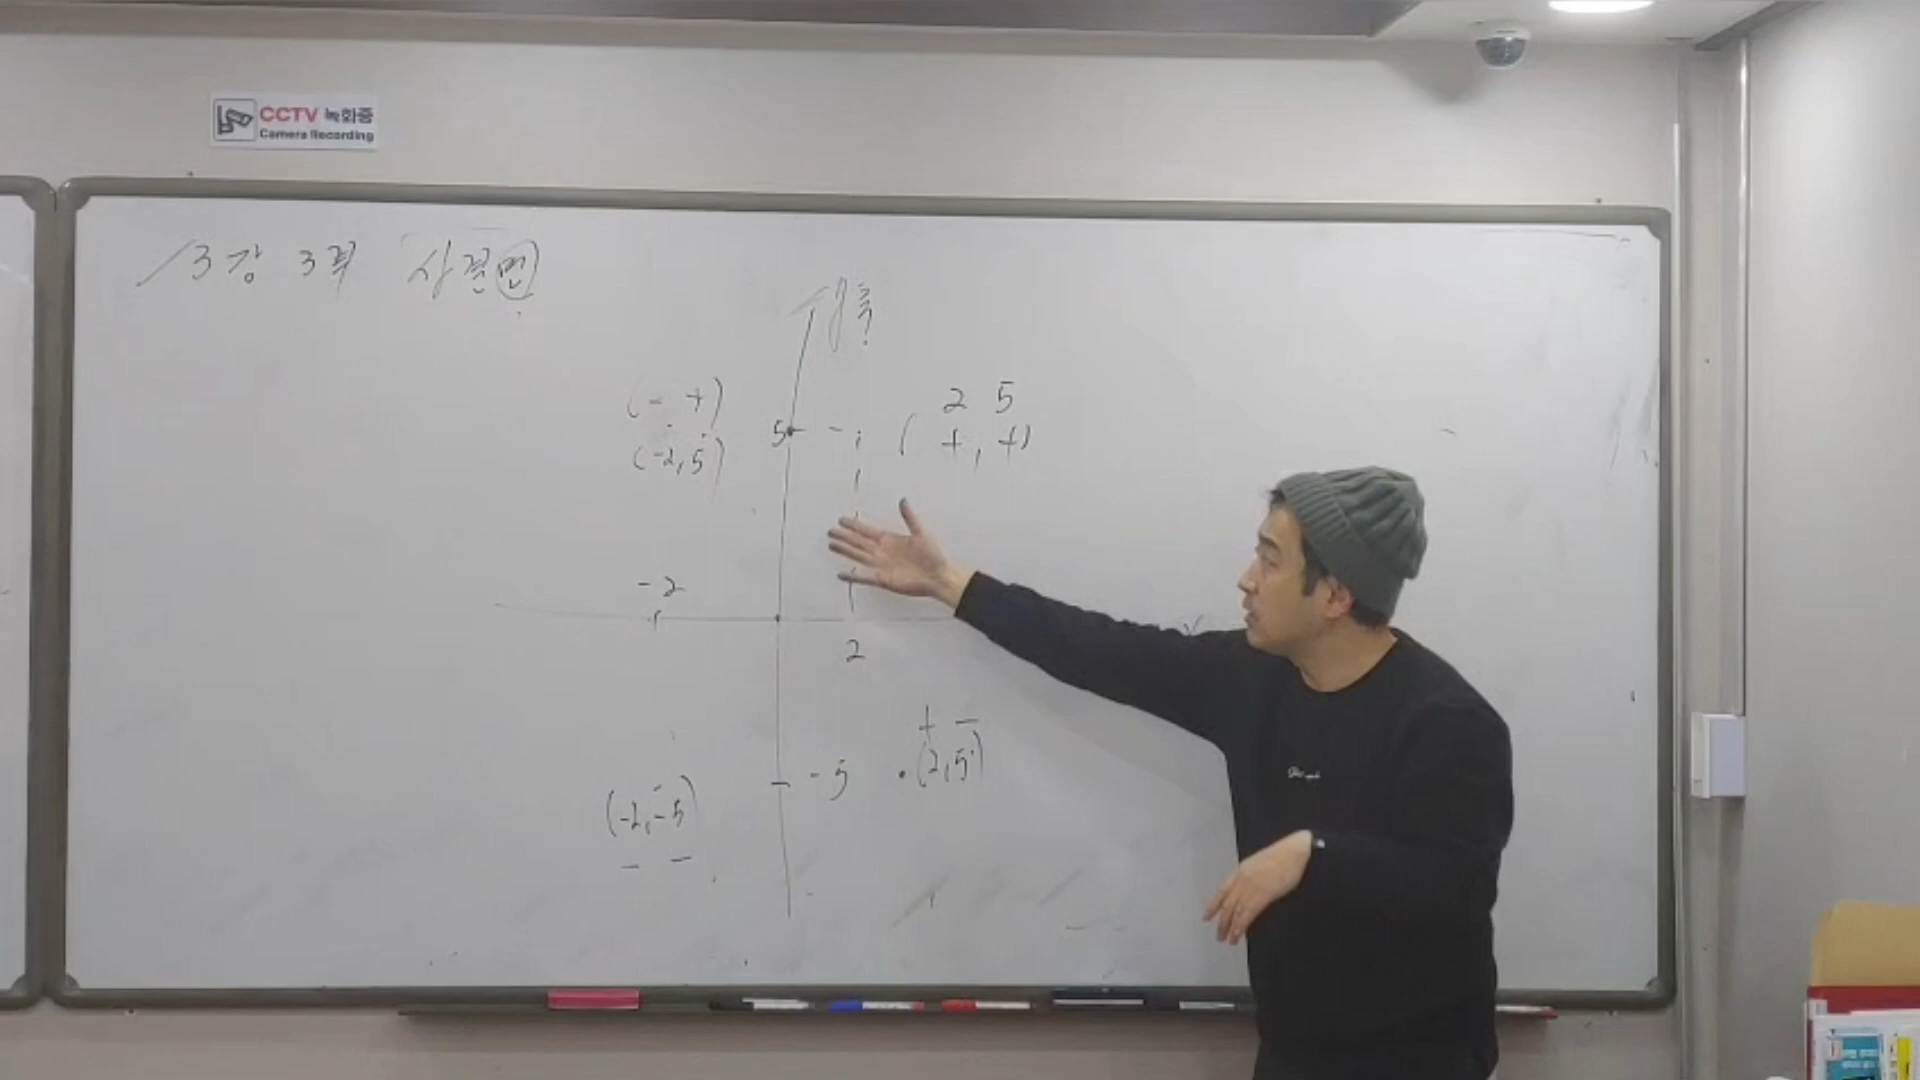 CCTV 녹화중
Camera Recording
13강 3부 사분면
y축
(- +)
(-2, 5)
5
2 5
( +, +)
-2
2
x
+ -
(2, 5)
-5
(-2, -5)
- -